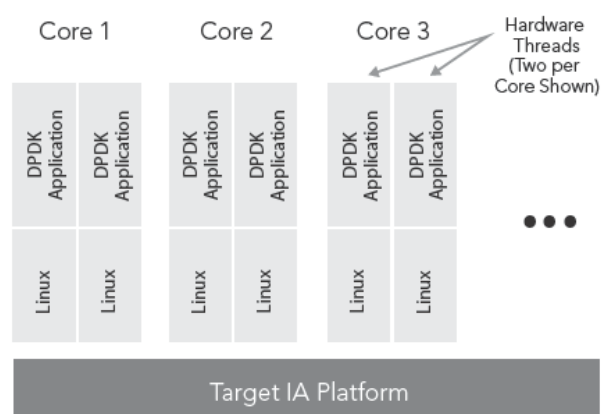 Core 1
Core 2
Core 3
Hardware
Threads
(Two per
Core Shown)
DPDK
Application
DPDK
Application
DPDK
Application
DPDK
Application
DPDK
Application
DPDK
Application
Linux
Linux
Linux
Linux
Linux
Linux
Target IA Platform